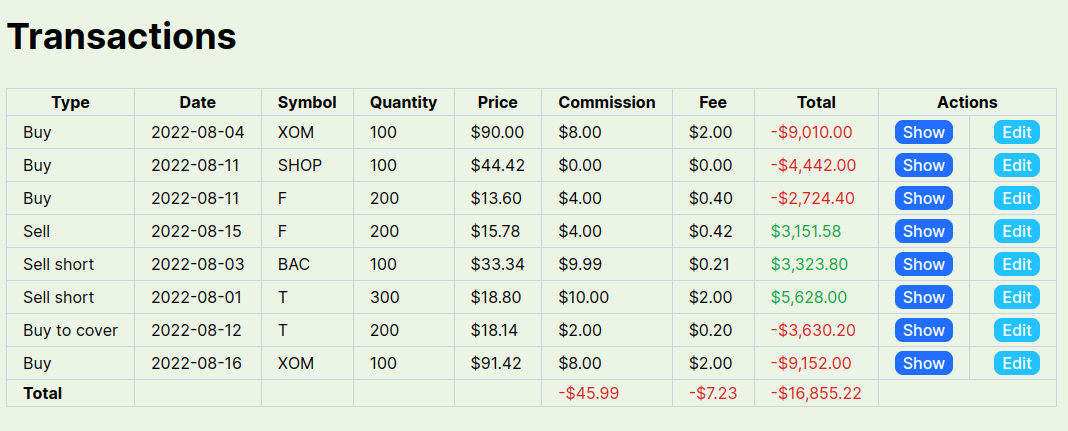 Transactions
Type Date Symbol Quantity Price Commission Fee Total Actions
Buy 2022-08-04 XOM 100 $90.00 $8.00 $2.00 -$9,010.00 Show Edit
Buy 2022-08-11 SHOP 100 $44.42 $0.00 $0.00 -$4,442.00 Show Edit
Buy 2022-08-11 F 200 $13.60 $4.00 $0.40 -$2,724.40 Show Edit
Sell 2022-08-15 F 200 $15.78 $4.00 $0.42 $3,151.58 Show Edit
Sell short 2022-08-03 BAC 100 $33.34 $9.99 $0.21 $3,323.80 Show Edit
Sell short 2022-08-01 T 300 $18.80 $10.00 $2.00 $5,628.00 Show Edit
Buy to cover 2022-08-12 T 200 $18.14 $2.00 $0.20 -$3,630.20 Show Edit
Buy 2022-08-16 XOM 100 $91.42 $8.00 $2.00 -$9,152.00 Show Edit
Total -$45.99 -$7.23 -$16,855.22